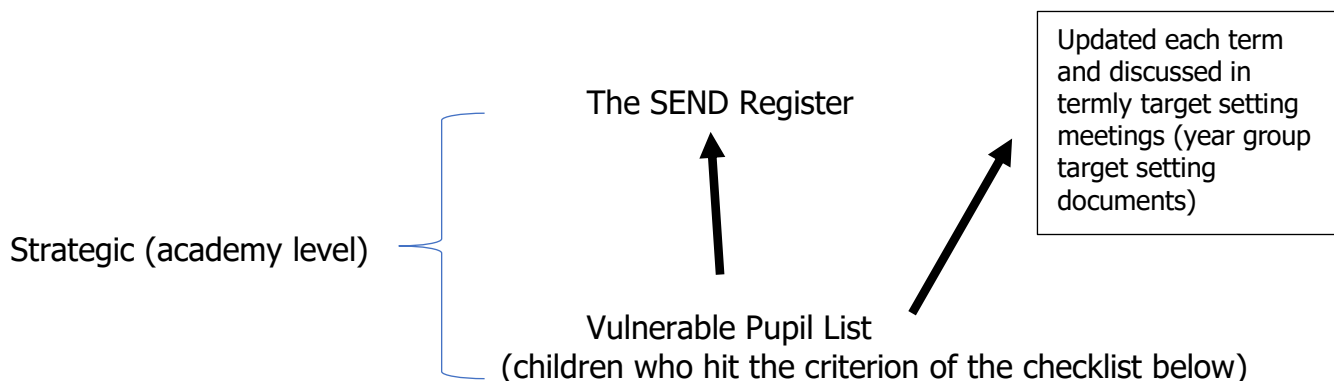 Updated each term
and discussed in
termly target setting
meetings (year group
target setting
documents)
The SEND Register
Strategic (academy level)
Vulnerable Pupil List
(children who hit the criterion of the checklist below)